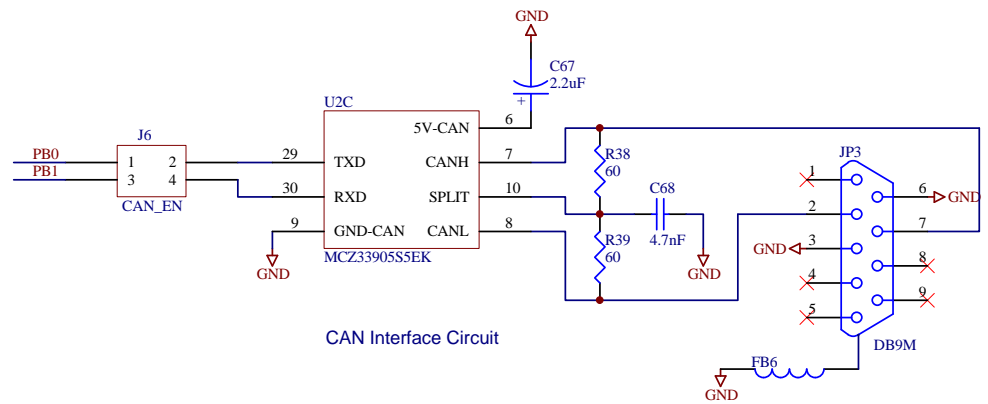 GND
C67
2.2uF
+
U2C
5V-CAN 6
J6
PB0 1 2 29 TXD CANH 7
PB1 3 4 30 RXD SPLIT 10
CAN_EN
9 GND-CAN CANL 8
GND
MCZ33905S5EK
R38
60
C68
4.7nF
GND
R39
60
JP3
1
6 GND
2
7
GND 3
8
4
9
5
DB9M
CAN Interface Circuit
FB6
GND